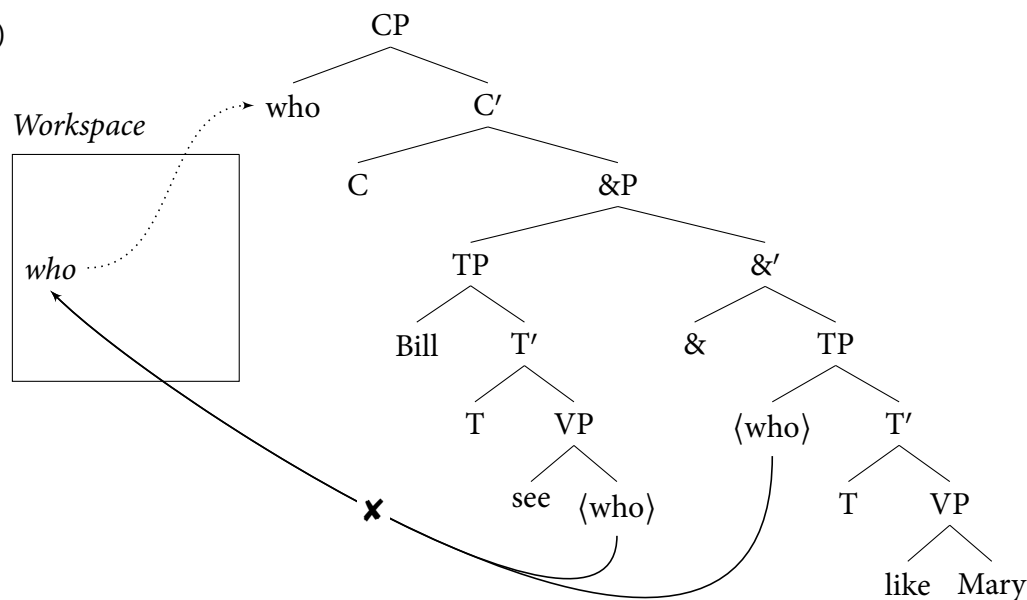 )
CP
who C′
Workspace
C &P
who TP &′
Bill T′ & TP
T VP ⟨who⟩ T′
see ⟨who⟩ T VP
✘
like Mary